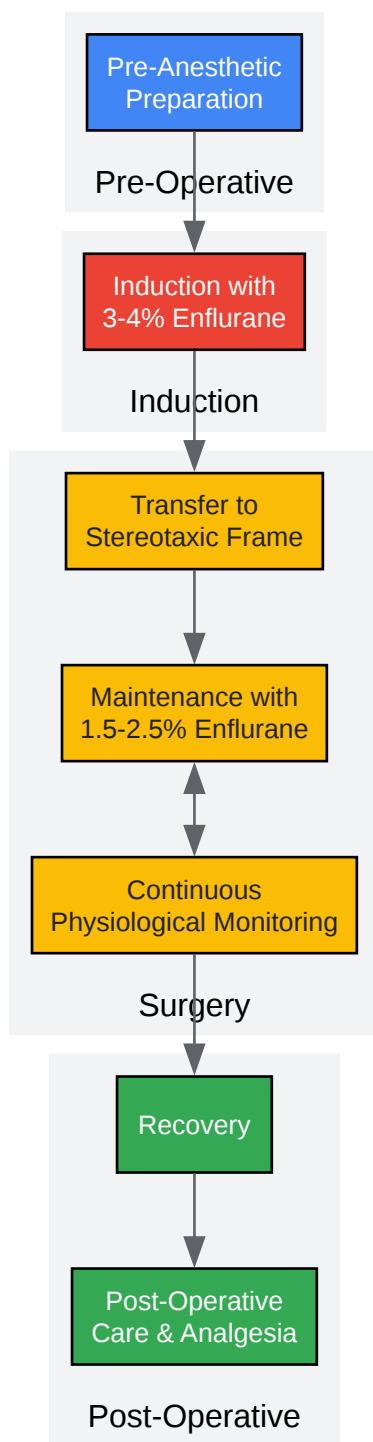 Pre-Anesthetic
Preparation
Pre-Operative
Induction with
3-4% Enflurane
Induction
Transfer to
Stereotaxic Frame
Maintenance with
1.5-2.5% Enflurane
Continuous
Physiological Monitoring
Surgery
Recovery
Post-Operative
Care & Analgesia
Post-Operative